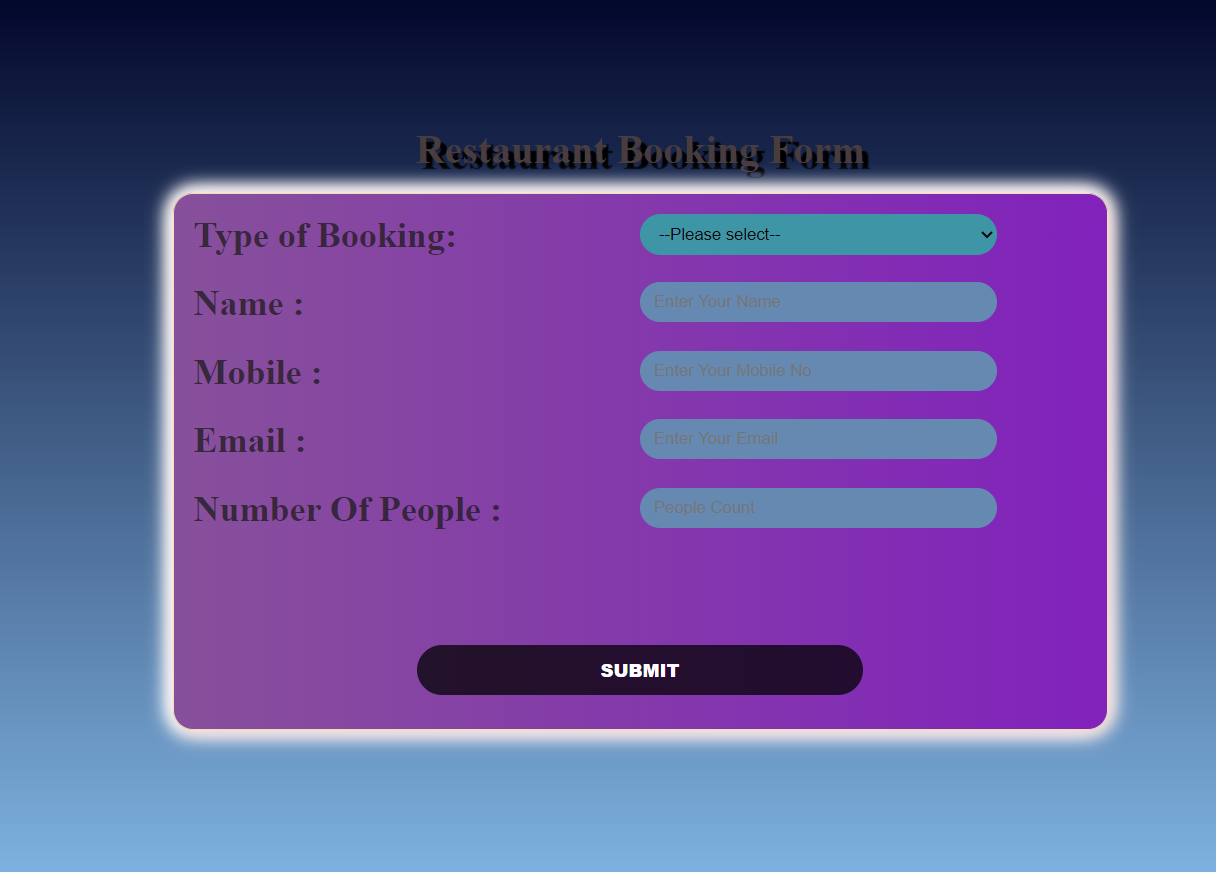 Restaurant Booking Form
Type of Booking:
--Please select--
Name :
Enter Your Name
Mobile :
Enter Your Mobile No
Email :
Enter Your Email
Number Of People :
People Count
SUBMIT